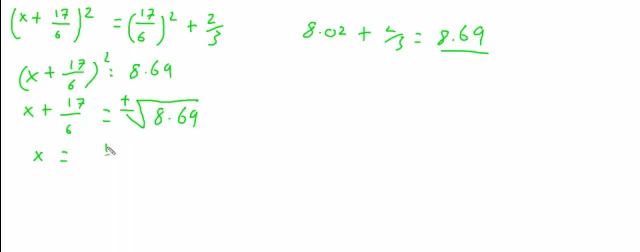 (x + 17/6)² = (17/6)² + 2/3
8.02 + 2/3 = 8.69
(x + 17/6)² = 8.69
x + 17/6 = ±√8.69
x = ±